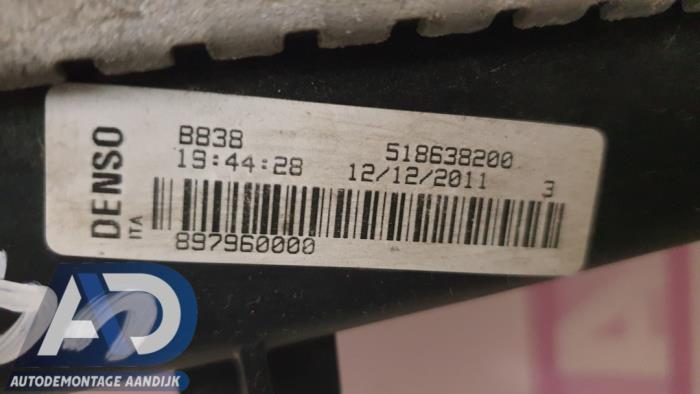 DENSO
ITA
B838 518638200
19:44:28 12/12/2011 3
897960000
AD
AUTODEMONTAGE AANDIJK